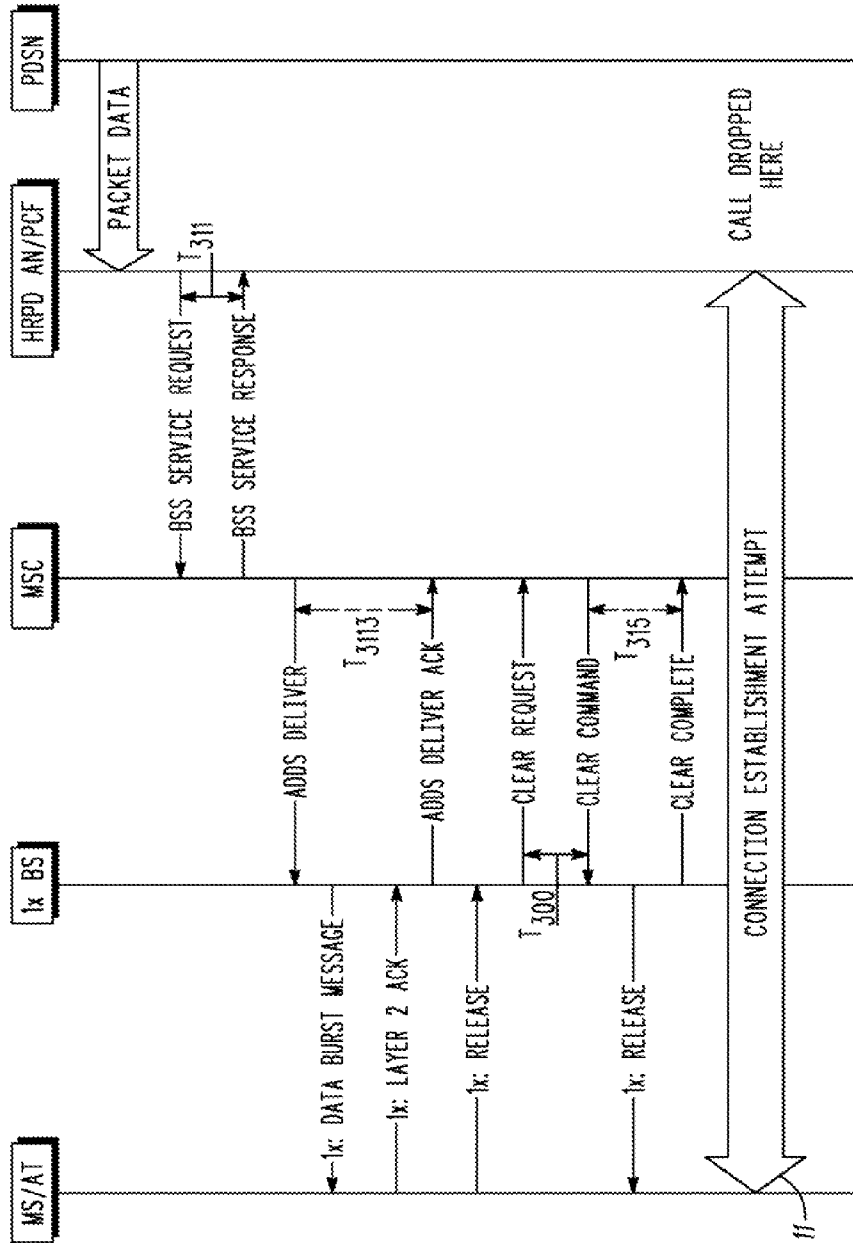 MS/AT
1x BS
MSC
HRPD AN/PCF
PDSN
PACKET DATA
BSS SERVICE REQUEST
T311
BSS SERVICE RESPONSE
ADDS DELIVER
1x: DATA BURST MESSAGE
T3113
1x: LAYER 2 ACK
ADDS DELIVER ACK
1x: RELEASE
CLEAR REQUEST
T300
CLEAR COMMAND
1x: RELEASE
T315
CLEAR COMPLETE
CONNECTION ESTABLISHMENT ATTEMPT
CALL DROPPED
HERE
11